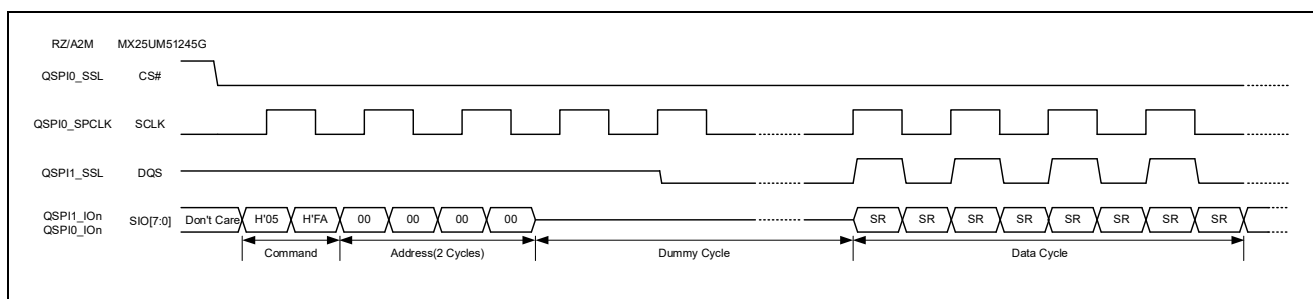 RZ/A2M MX25UM51245G
QSPI0_SSL CS#
QSPI0_SPCLK SCLK
QSPI1_SSL DQS
QSPI1_IOn
QSPI0_IOn SIO[7:0] Don't Care H'05 H'FA 00 00 00 00 SR SR SR SR SR SR SR SR
Command Address(2 Cycles) Dummy Cycle Data Cycle